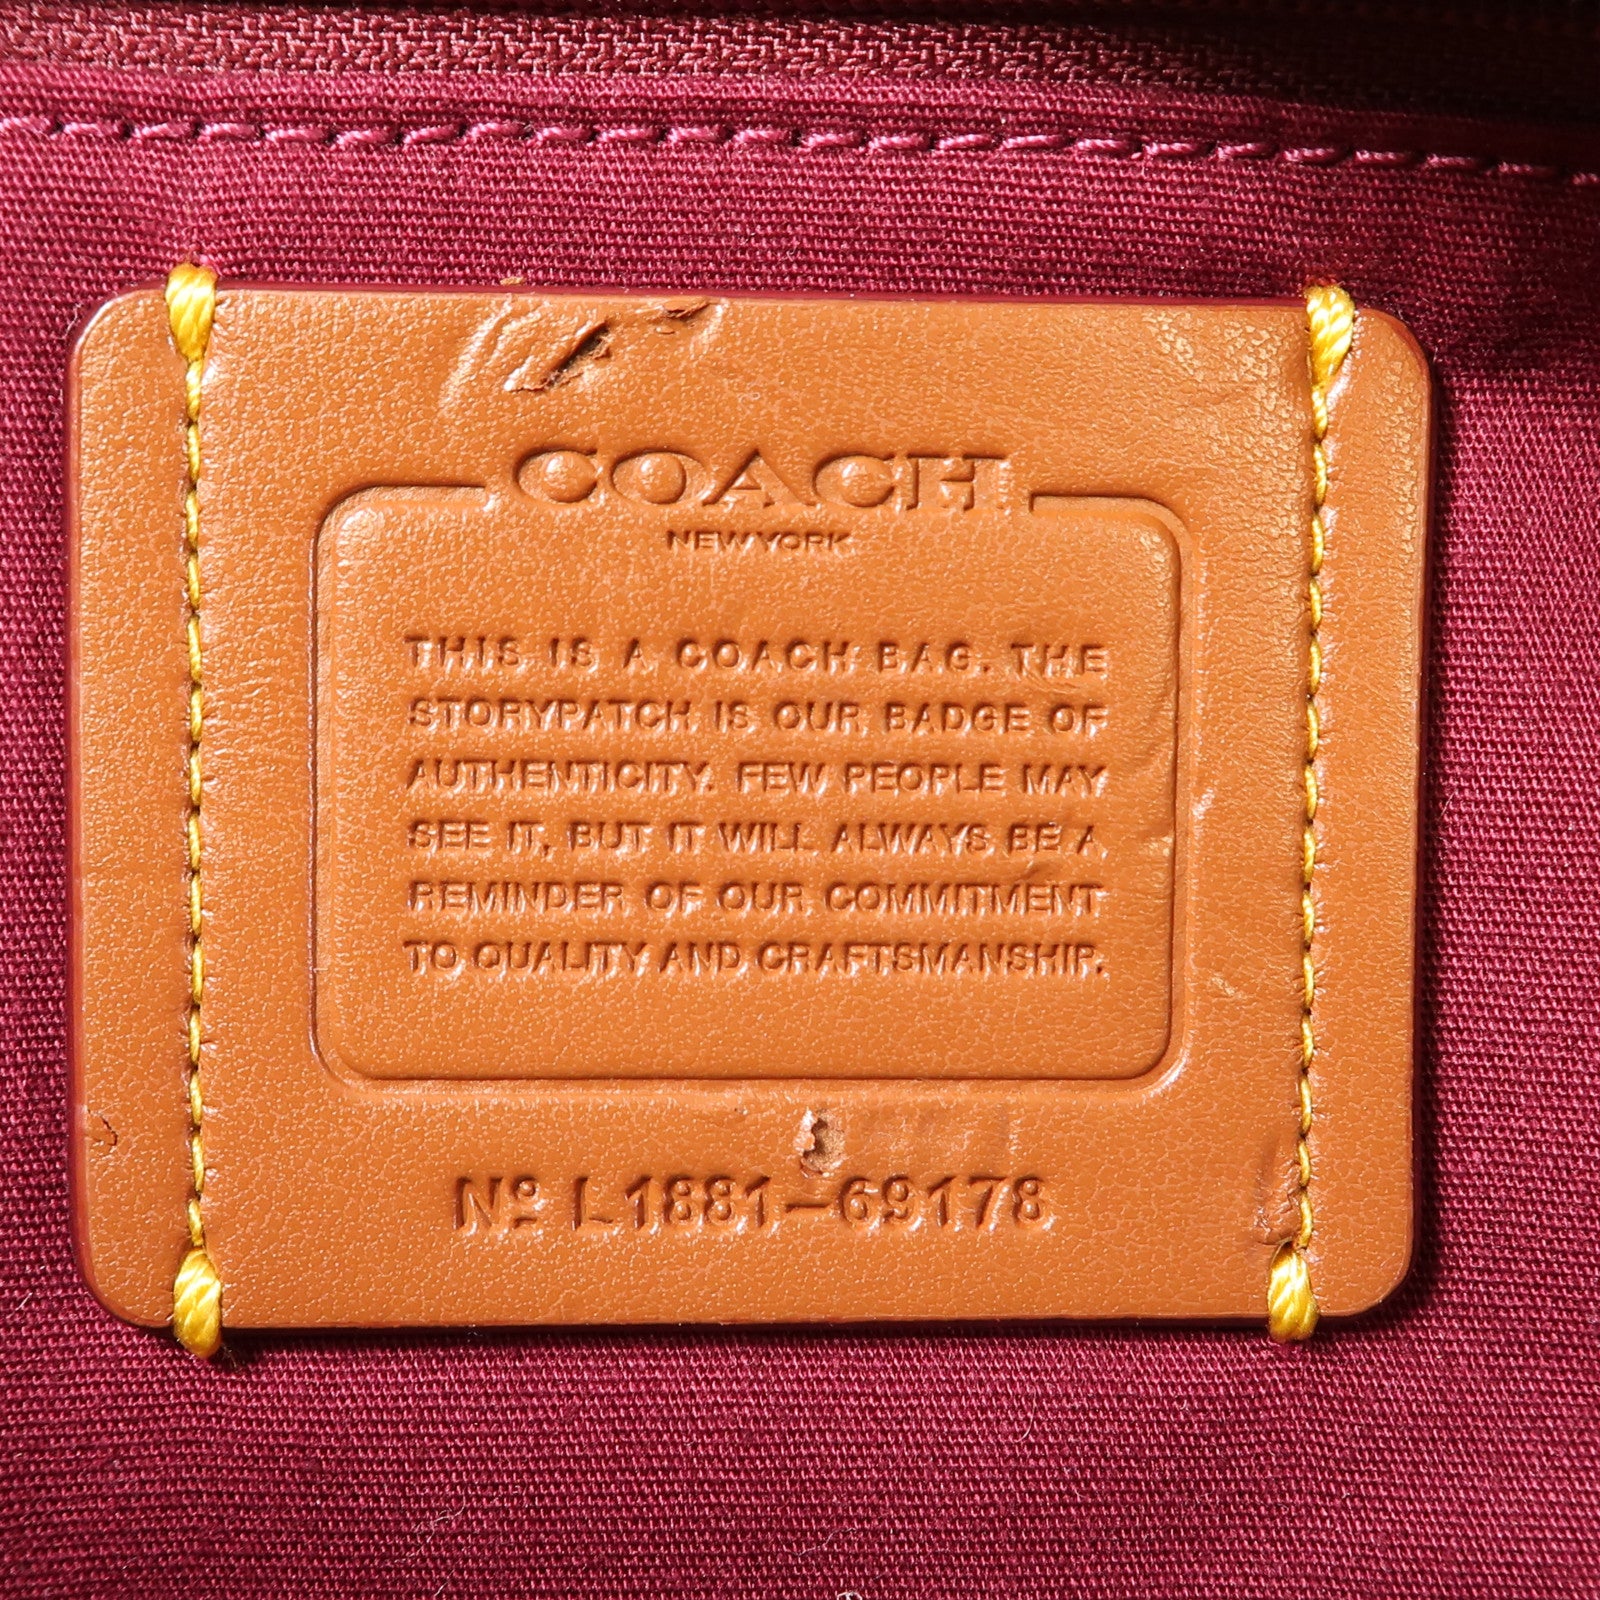 COACH
NEW YORK
THIS IS A COACH BAG. THE
STORYPATCH IS OUR BADGE OF
AUTHENTICITY. FEW PEOPLE MAY
SEE IT, BUT IT WILL ALWAYS BE A
REMINDER OF OUR COMMITMENT
TO QUALITY AND CRAFTSMANSHIP.
Nº L1881-69178